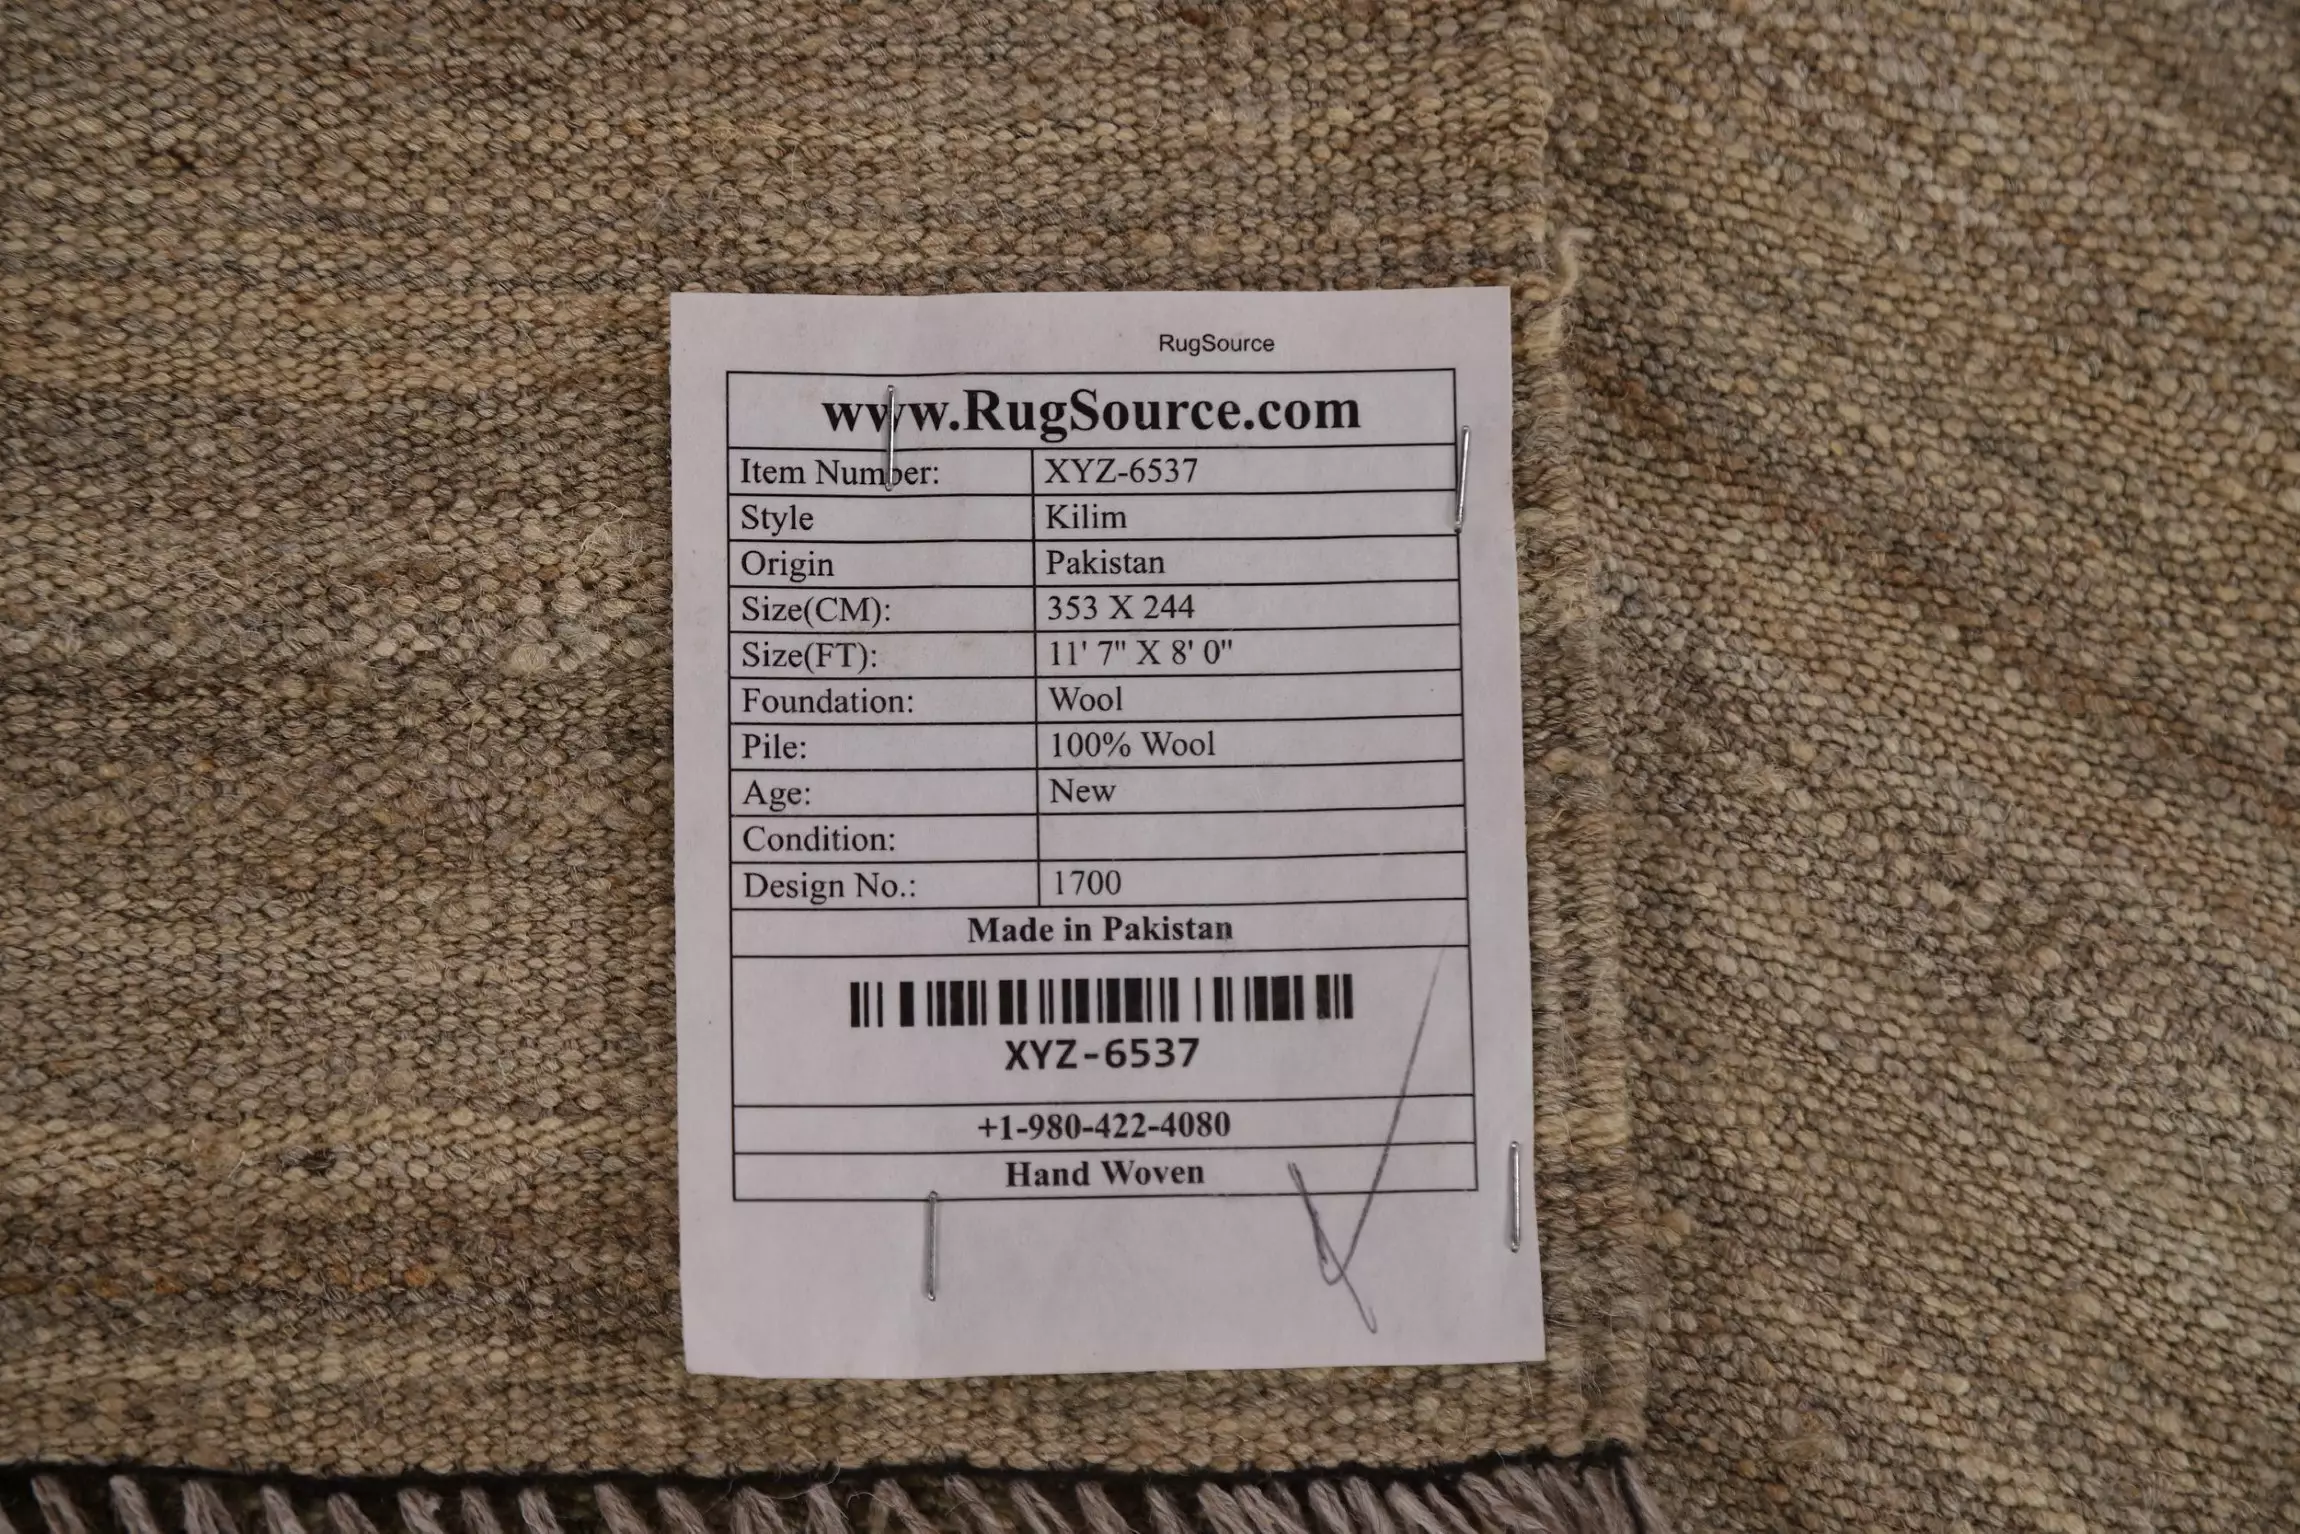 RugSource
www.RugSource.com
Item Number: XYZ-6537
Style Kilim
Origin Pakistan
Size(CM): 353 X 244
Size(FT): 11' 7" X 8' 0"
Foundation: Wool
Pile: 100% Wool
Age: New
Condition:
Design No.: 1700
Made in Pakistan
XYZ-6537
+1-980-422-4080
Hand Woven